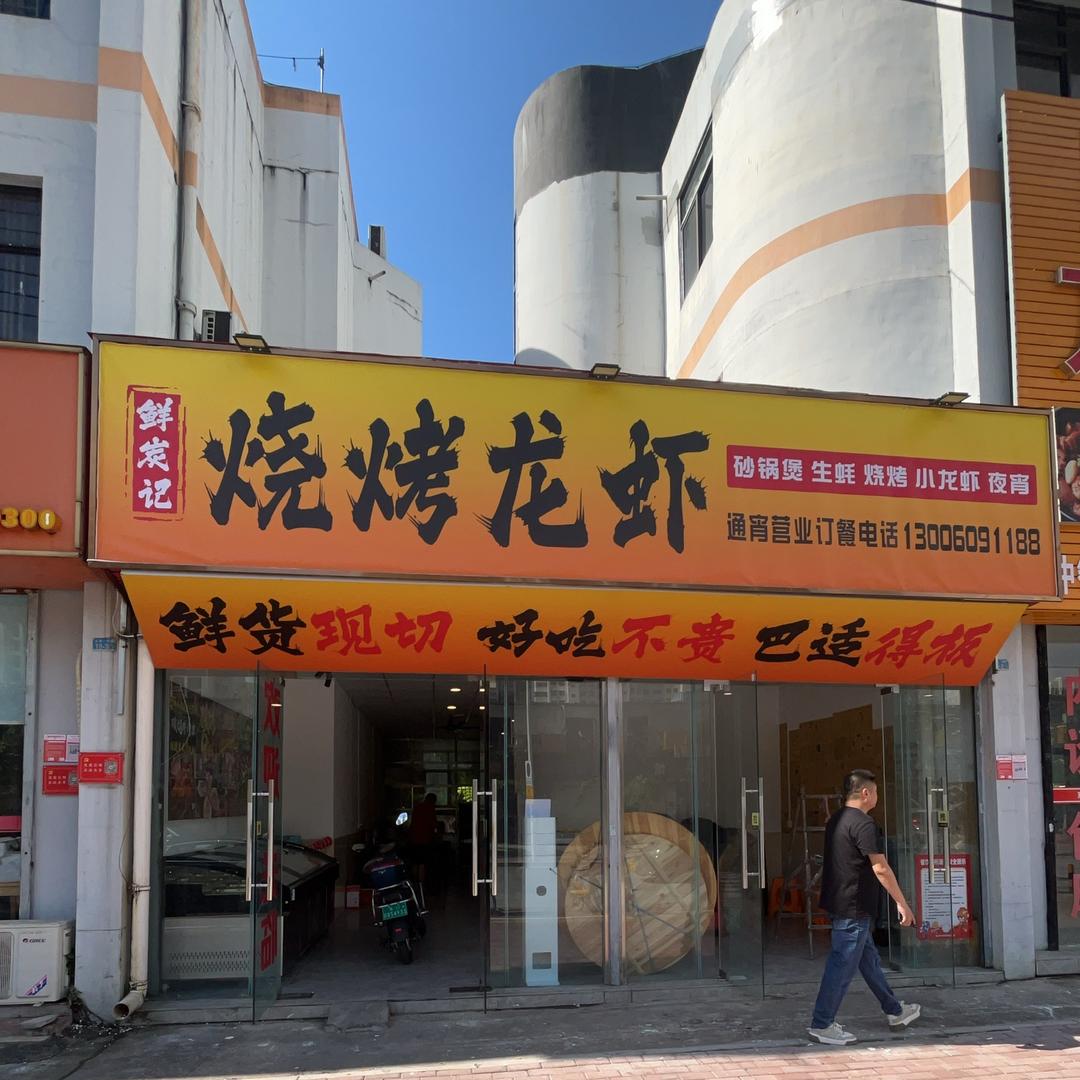 鲜炭记
烧烤龙虾
砂锅煲 生蚝 烧烤 小龙虾 夜宵
通宵营业订餐电话13006091188
鲜货现切 好吃不贵 巴适得板
300
GREE